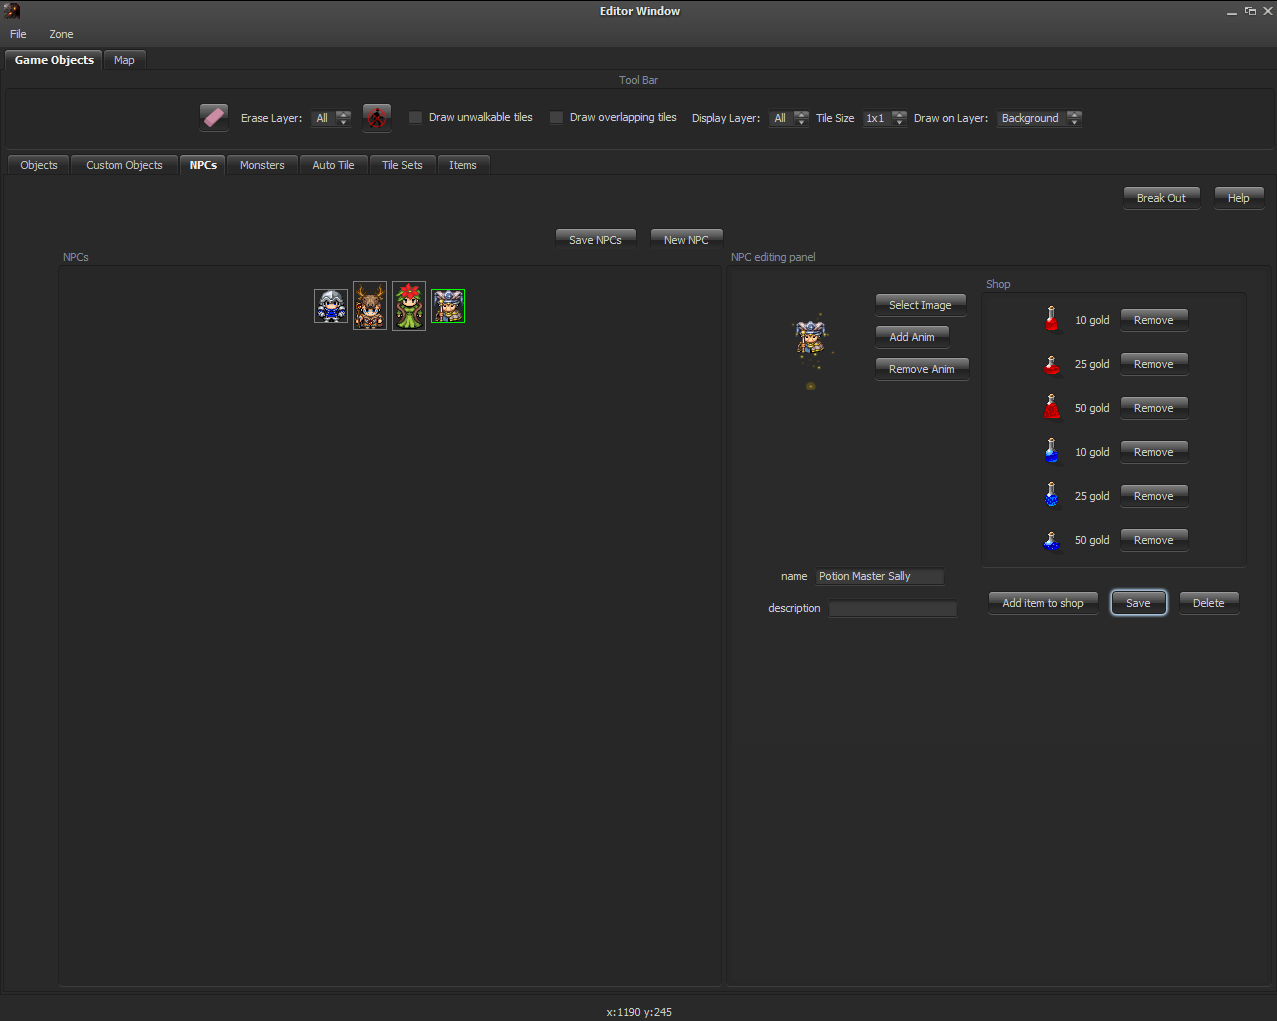 Editor Window
File Zone
Game Objects Map
Tool Bar
Erase Layer: All Draw unwalkable tiles Draw overlapping tiles Display Layer: All Tile Size 1x1 Draw on Layer: Background
Objects Custom Objects NPCs Monsters Auto Tile Tile Sets Items
Break Out Help
Save NPCs New NPC
NPCs NPC editing panel
Shop
Select Image
10 gold Remove
Add Anim
25 gold Remove
Remove Anim
50 gold Remove
10 gold Remove
25 gold Remove
50 gold Remove
name Potion Master Sally
Add item to shop Save Delete
description
x:1190 y:245